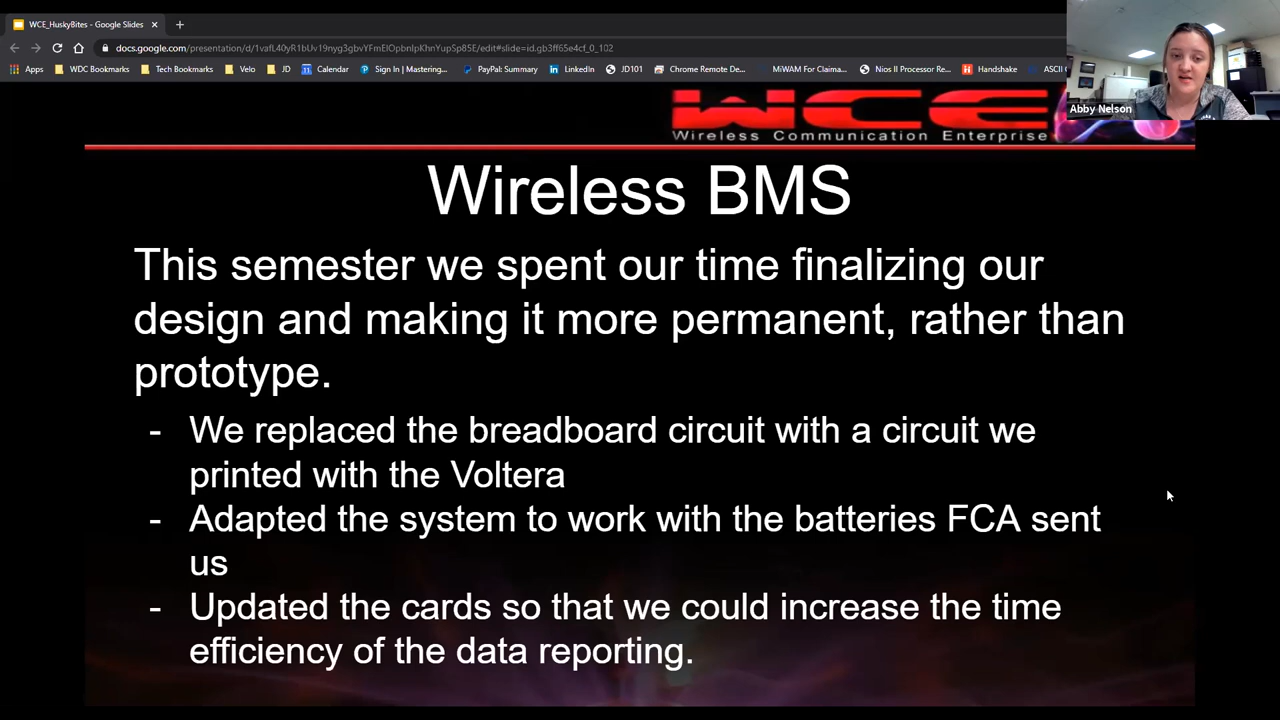 WCE_HuskyBites - Google Slides
docs.google.com/presentation/d/1vafL40yR1bUv19nyg3gbvYFmEIOpbnlpKhnYupSp85E/edit#slide=id.gb3ff65e4cf_0_102
Apps WDC Bookmarks Tech Bookmarks Velo JD Calendar Sign In | Mastering... PayPal: Summary LinkedIn JD101 Chrome Remote De... MiWAM For Claima... Nios II Processor Re... Handshake ASCII
Abby Nelson
WCE
Wireless Communication Enterprise
Wireless BMS
This semester we spent our time finalizing our
design and making it more permanent, rather than
prototype.
- We replaced the breadboard circuit with a circuit we
printed with the Voltera
- Adapted the system to work with the batteries FCA sent
us
- Updated the cards so that we could increase the time
efficiency of the data reporting.